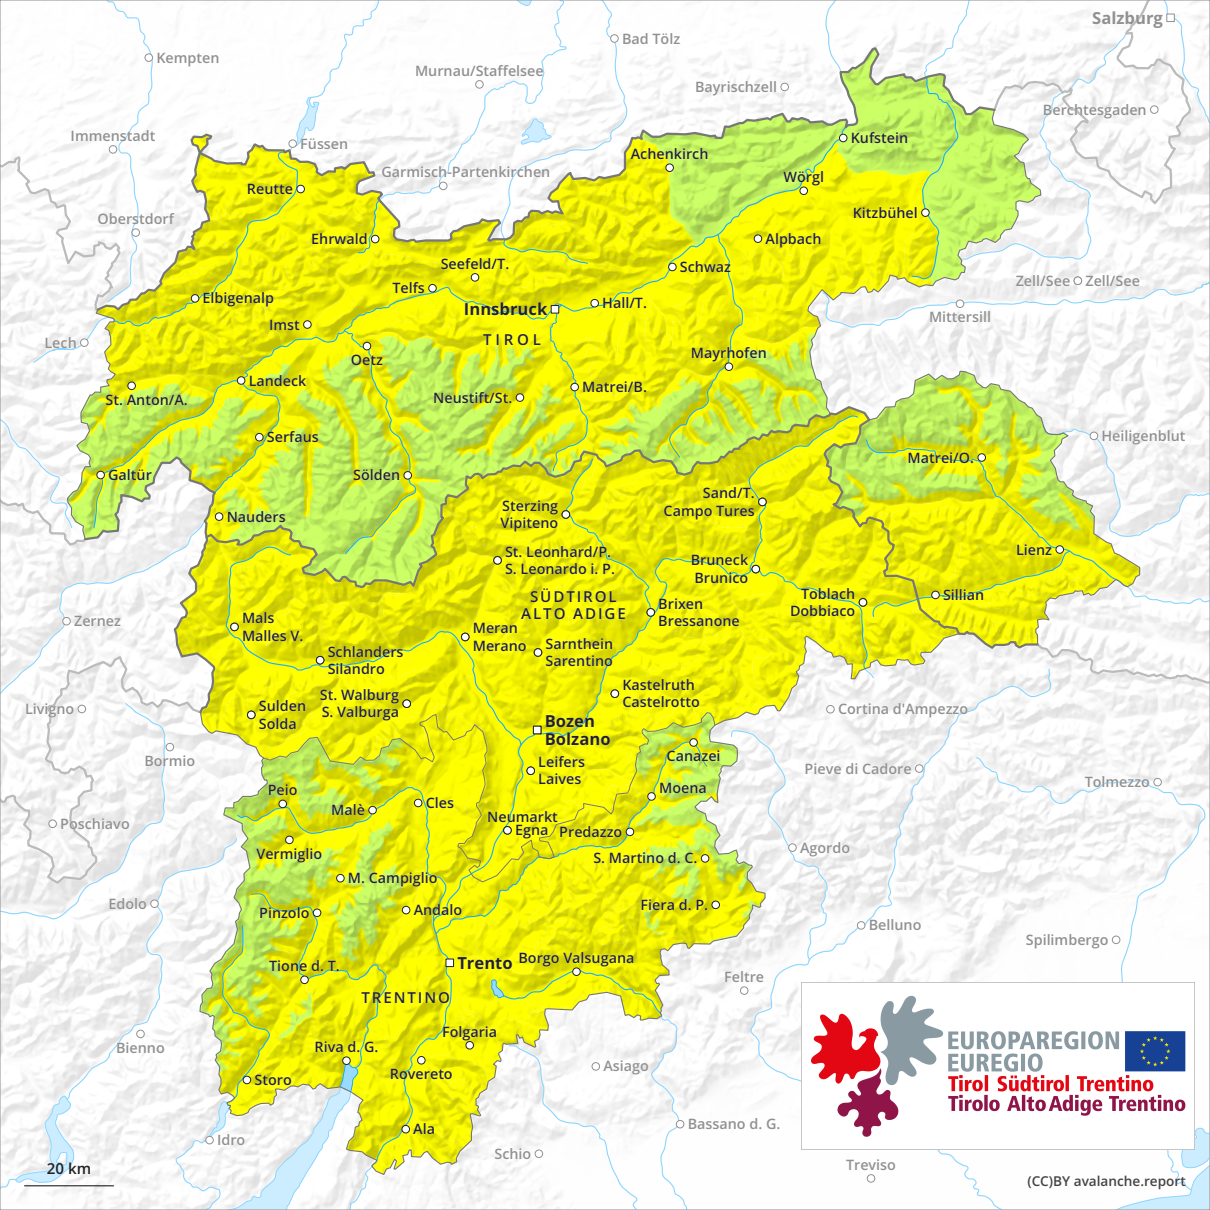 Salzburg
Bad Tölz
Kempten
Murnau/Staffelsee
Bayrischzell
Berchtesgaden
Immenstadt
Füssen
Kufstein
Achenkirch
Garmisch-Partenkirchen
Wörgl
Reutte
Oberstdorf
Kitzbühel
Ehrwald
Alpbach
Seefeld/T.
Schwaz
Zell/See
Zell/See
Telfs
Elbigenalp
Innsbruck
Hall/T.
Mittersill
Imst
TIROL
Lech
Oetz
Mayrhofen
Landeck
Matrei/B.
St. Anton/A.
Neustift/St.
Serfaus
Heiligenblut
Matrei/O.
Galtür
Sölden
Sand/T.
Campo Tures
Sterzing
Vipiteno
Nauders
St. Leonhard/P.
S. Leonardo i. P.
Lienz
Bruneck
Brunico
SÜDTIROL
ALTO ADIGE
Toblach
Dobbiaco
Sillian
Brixen
Bressanone
Zernez
Mals
Malles V.
Meran
Merano
Sarnthein
Sarentino
Schlanders
Silandro
Kastelruth
Castelrotto
St. Walburg
S. Valburga
Livigno
Sulden
Solda
Cortina d'Ampezzo
Bozen
Bolzano
Bormio
Canazei
Leifers
Laives
Pieve di Cadore
Tolmezzo
Peio
Moena
Malè
Cles
Neumarkt
Egna
Predazzo
Poschiavo
Vermiglio
S. Martino d. C.
Agordo
M. Campiglio
Edolo
Pinzolo
Andalo
Fiera d. P.
Belluno
Spilimbergo
Trento
Borgo Valsugana
Tione d. T.
Feltre
TRENTINO
Folgaria
Bienno
Riva d. G.
Rovereto
Asiago
Storo
EUROPAREGION
EUREGIO
Tirol Südtirol Trentino
Tirolo Alto Adige Trentino
Ala
Bassano d. G.
Idro
Schio
Treviso
20 km
(CC)BY avalanche.report